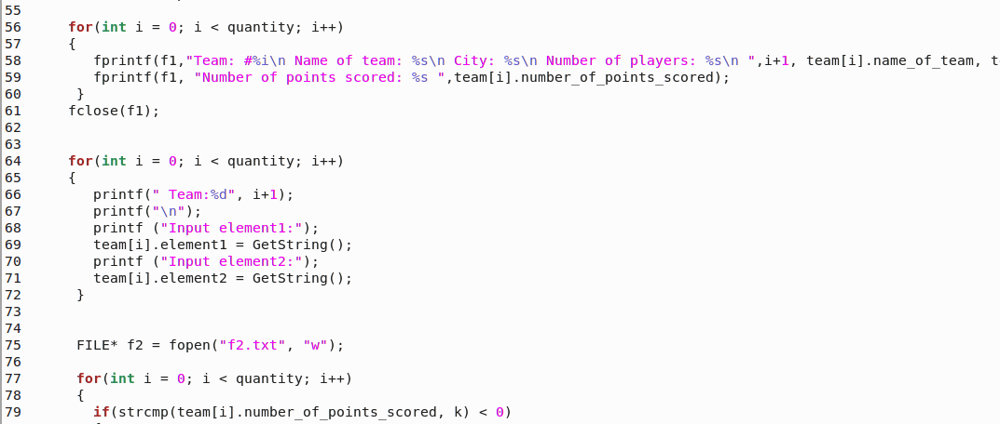 55
56 for(int i = 0; i < quantity; i++)
57 {
58 fprintf(f1,"Team: #%i\n Name of team: %s\n City: %s\n Number of players: %s\n ",i+1, team[i].name_of_team, t
59 fprintf(f1, "Number of points scored: %s ",team[i].number_of_points_scored);
60 }
61 fclose(f1);
62
63
64 for(int i = 0; i < quantity; i++)
65 {
66 printf(" Team:%d", i+1);
67 printf("\n");
68 printf ("Input element1:");
69 team[i].element1 = GetString();
70 printf ("Input element2:");
71 team[i].element2 = GetString();
72 }
73
74
75 FILE* f2 = fopen("f2.txt", "w");
76
77 for(int i = 0; i < quantity; i++)
78 {
79 if(strcmp(team[i].number_of_points_scored, k) < 0)